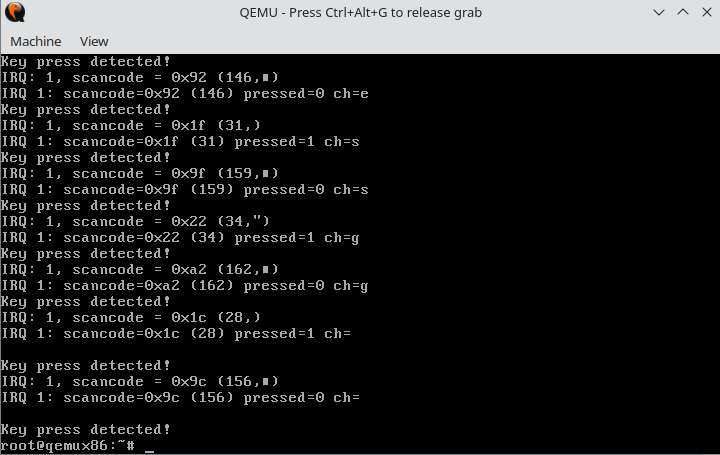 QEMU - Press Ctrl+Alt+G to release grab
Machine View
Key press detected!
IRQ: 1, scancode = 0x92 (146,▪)
IRQ 1: scancode=0x92 (146) pressed=0 ch=e
Key press detected!
IRQ: 1, scancode = 0x1f (31,)
IRQ 1: scancode=0x1f (31) pressed=1 ch=s
Key press detected!
IRQ: 1, scancode = 0x9f (159,▪)
IRQ 1: scancode=0x9f (159) pressed=0 ch=s
Key press detected!
IRQ: 1, scancode = 0x22 (34,")
IRQ 1: scancode=0x22 (34) pressed=1 ch=g
Key press detected!
IRQ: 1, scancode = 0xa2 (162,▪)
IRQ 1: scancode=0xa2 (162) pressed=0 ch=g
Key press detected!
IRQ: 1, scancode = 0x1c (28,)
IRQ 1: scancode=0x1c (28) pressed=1 ch=
Key press detected!
IRQ: 1, scancode = 0x9c (156,▪)
IRQ 1: scancode=0x9c (156) pressed=0 ch=
Key press detected!
root@qemux86:~# _